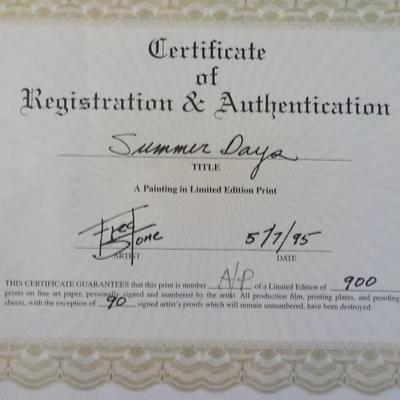 Certificate
of
Registration & Authentication
Summer Days
TITLE
A Painting in Limited Edition Print
Fred Stone 5/7/95
ARTIST DATE
THIS CERTIFICATE GUARANTEES that this print is number A/P of a Limited Edition of 900
prints on fine art paper, personally signed and numbered by the artist. All production film, printing plates, and proofing
sheets, with the exception of 90 signed artist's proofs which will remain unnumbered, have been destroyed.